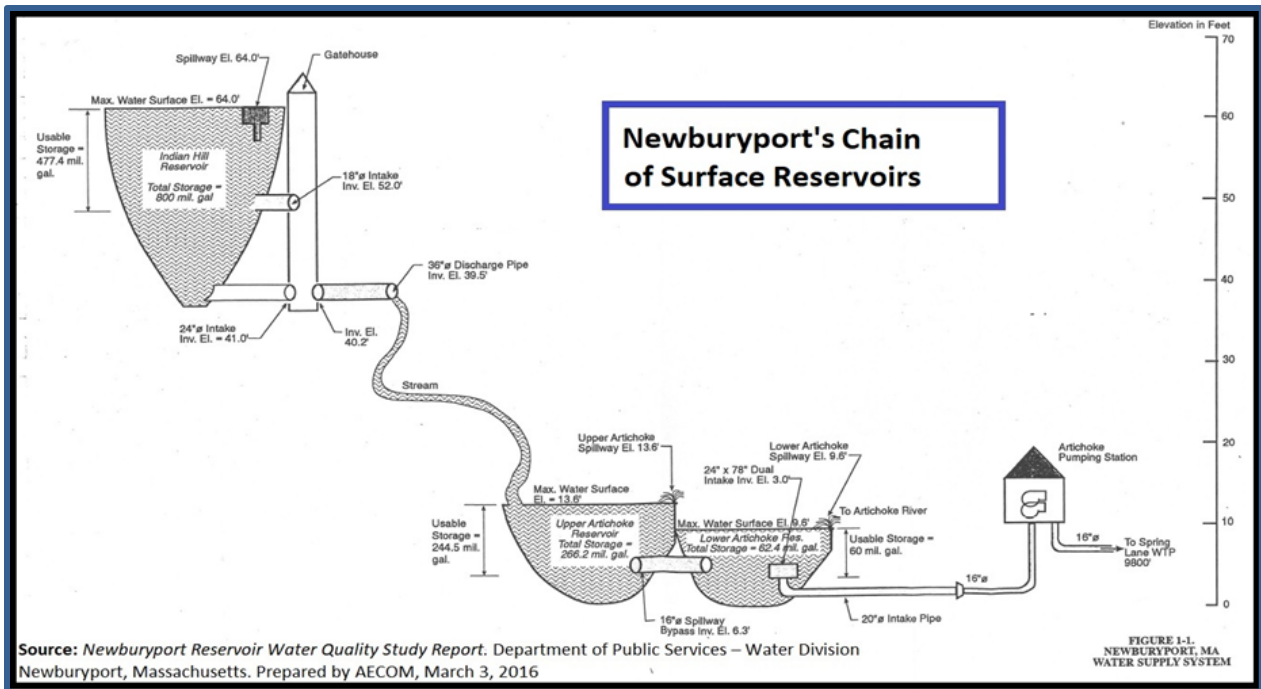 Elevation in Feet
70
60
50
40
30
20
10
0
Spillway El. 64.0'
Gatehouse
Max. Water Surface El. = 64.0'
Usable
Storage =
477.4 mil.
gal.
Indian Hill
Reservoir
Total Storage =
800 mil. gal
18"ø Intake
Inv. El. 52.0'
Newburyport's Chain
of Surface Reservoirs
36"ø Discharge Pipe
Inv. El. 39.5'
24"ø Intake
Inv. El. = 41.0'
Inv. El.
40.2'
Stream
Upper Artichoke
Spillway El. 13.6'
Lower Artichoke
Spillway El. 9.6'
24" x 78" Dual
Intake Inv. El. 3.0'
Artichoke
Pumping Station
Max. Water Surface
El. = 13.6'
To Artichoke River
Usable
Storage =
244.5 mil.
gal.
Upper Artichoke
Reservoir
Total Storage =
266.2 mil. gal.
Max. Water Surface El. 9.6'
Lower Artichoke Res.
Total Storage = 62.4 mil. gal.
Usable Storage =
60 mil. gal.
16"ø
To Spring
Lane WTP
9800'
16"ø
16"ø Spillway
Bypass Inv. El. 6.3'
20"ø Intake Pipe
Source: Newburyport Reservoir Water Quality Study Report. Department of Public Services – Water Division
Newburyport, Massachusetts. Prepared by AECOM, March 3, 2016
FIGURE 1-1.
NEWBURYPORT, MA
WATER SUPPLY SYSTEM